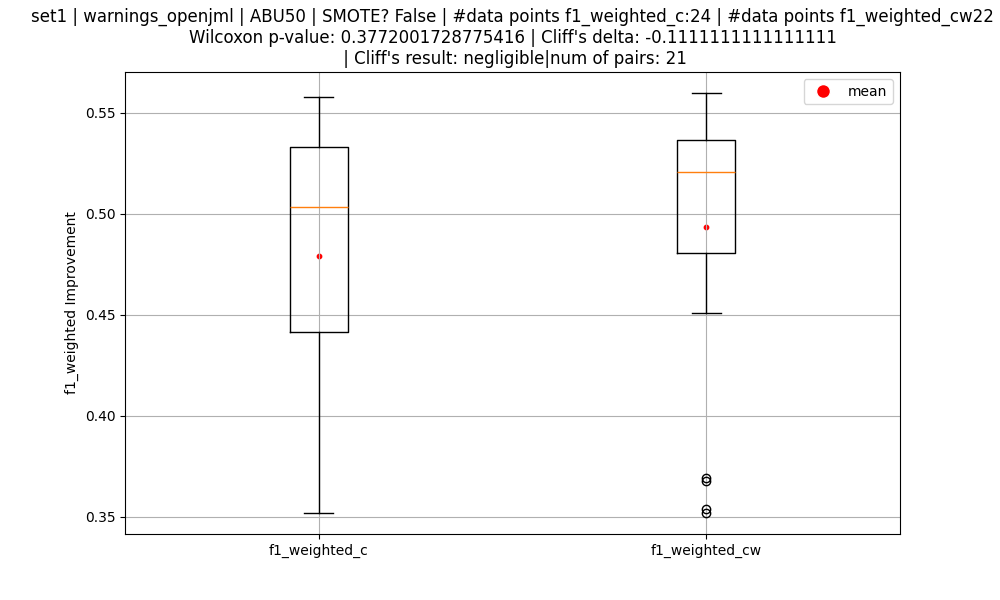 set1 | warnings_openjml | ABU50 | SMOTE? False | #data points f1_weighted_c:24 | #data points f1_weighted_cw22
Wilcoxon p-value: 0.3772001728775416 | Cliff's delta: -0.1111111111111111
| Cliff's result: negligible|num of pairs: 21
mean
0.55
0.50
0.45
0.40
0.35
f1_weighted Improvement
f1_weighted_c
f1_weighted_cw